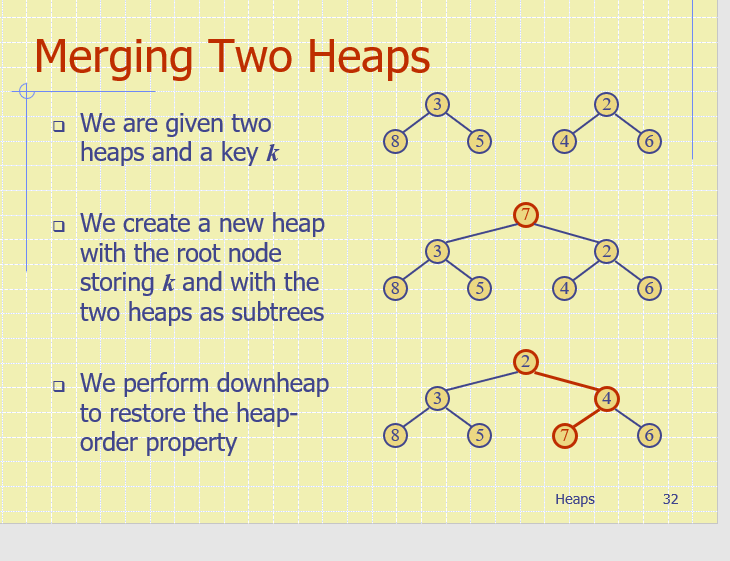 Merging Two Heaps
We are given two
heaps and a key k
3
2
8
5
4
6
We create a new heap
with the root node
storing k and with the
two heaps as subtrees
7
3
2
8
5
4
6
We perform downheap
to restore the heap-
order property
2
3
4
8
5
7
6
Heaps
32